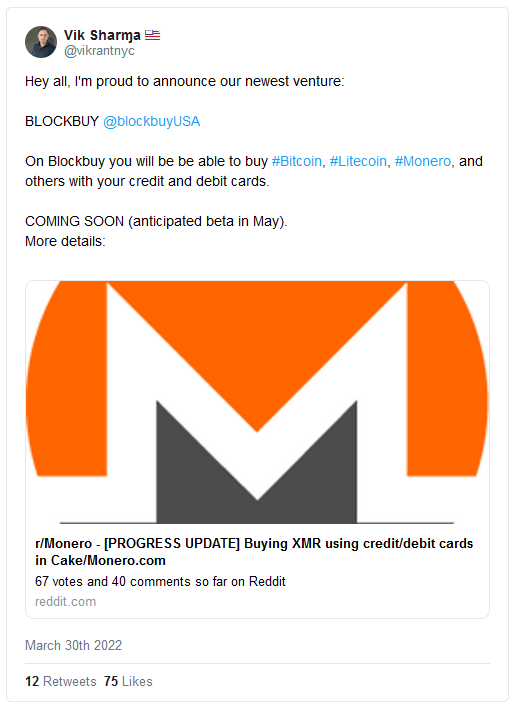 Vik Sharɱa 🇺🇸
@vikrantnyc
Hey all, I'm proud to announce our newest venture:
BLOCKBUY @blockbuyUSA
On Blockbuy you will be be able to buy #Bitcoin, #Litecoin, #Monero, and
others with your credit and debit cards.
COMING SOON (anticipated beta in May).
More details:
r/Monero - [PROGRESS UPDATE] Buying XMR using credit/debit cards
in Cake/Monero.com
67 votes and 40 comments so far on Reddit
reddit.com
March 30th 2022
12 Retweets 75 Likes